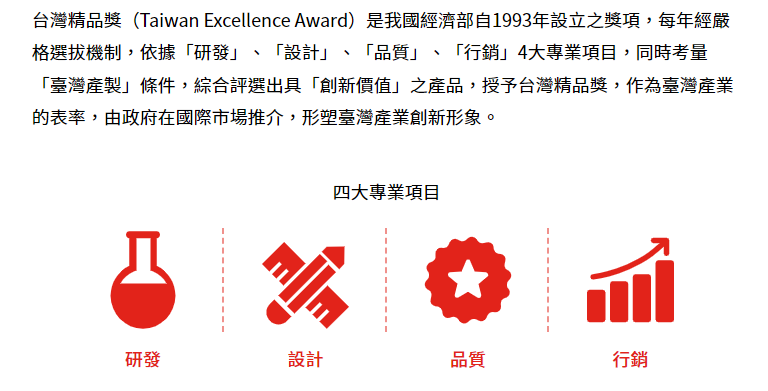 台灣精品獎（Taiwan Excellence Award）是我國經濟部自1993年設立之獎項，每年經嚴
格選拔機制，依據「研發」、「設計」、「品質」、「行銷」4大專業項目，同時考量
「臺灣產製」條件，綜合評選出具「創新價值」之產品，授予台灣精品獎，作為臺灣產業
的表率，由政府在國際市場推介，形塑臺灣產業創新形象。
四大專業項目
研發
設計
品質
行銷